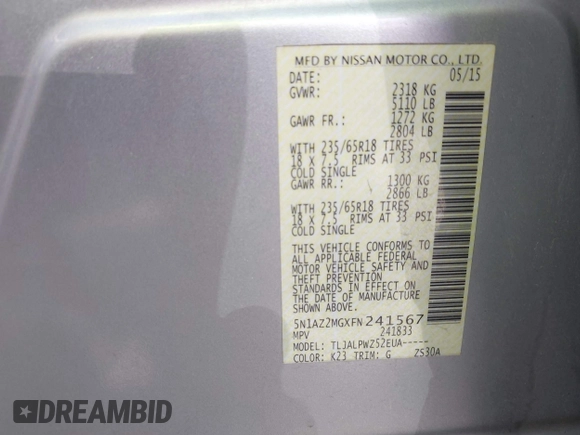 MFD BY NISSAN MOTOR CO., LTD.
DATE: 05/15
GVWR: 2318 KG
5110 LB
GAWR FR.: 1272 KG
2804 LB
WITH 235/65R18 TIRES
18 X 7.5 RIMS AT 33 PSI
COLD SINGLE
GAWR RR.: 1300 KG
2866 LB
WITH 235/65R18 TIRES
18 X 7.5 RIMS AT 33 PSI
COLD SINGLE
THIS VEHICLE CONFORMS TO
ALL APPLICABLE FEDERAL
MOTOR VEHICLE SAFETY AND
THEFT PREVENTION
STANDARDS IN EFFECT ON
THE DATE OF MANUFACTURE
SHOWN ABOVE.
5N1AZ2MGXFN241567
MPV 241833
MODEL: TLJALPWZ52EUA-----
COLOR: K23 TRIM: G ZS30A
DREAMBID